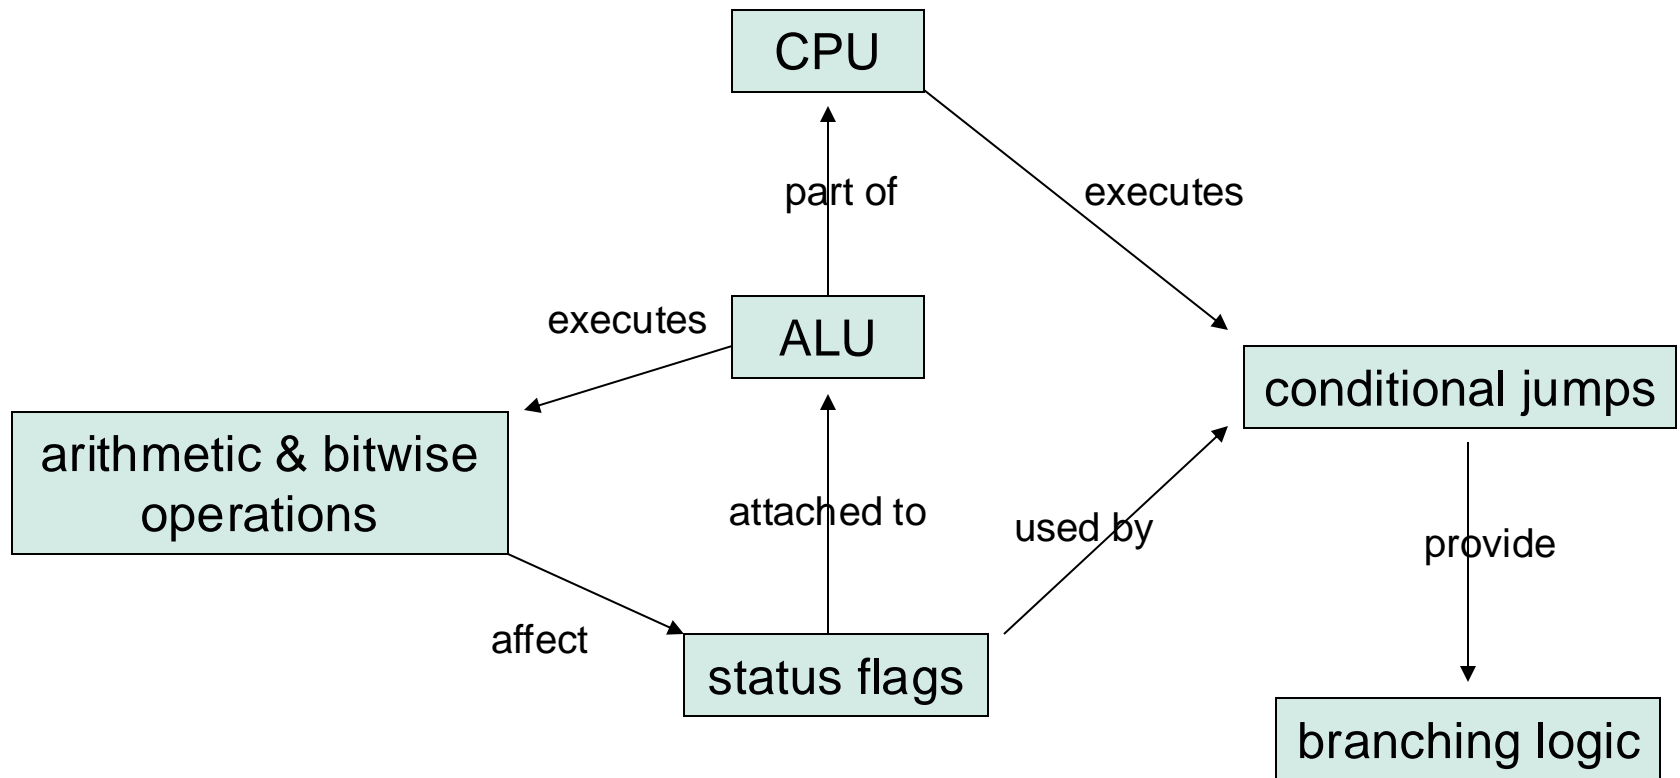 CPU
part of
executes
executes
ALU
conditional jumps
arithmetic & bitwise
operations
attached to
used by
provide
affect
status flags
branching logic